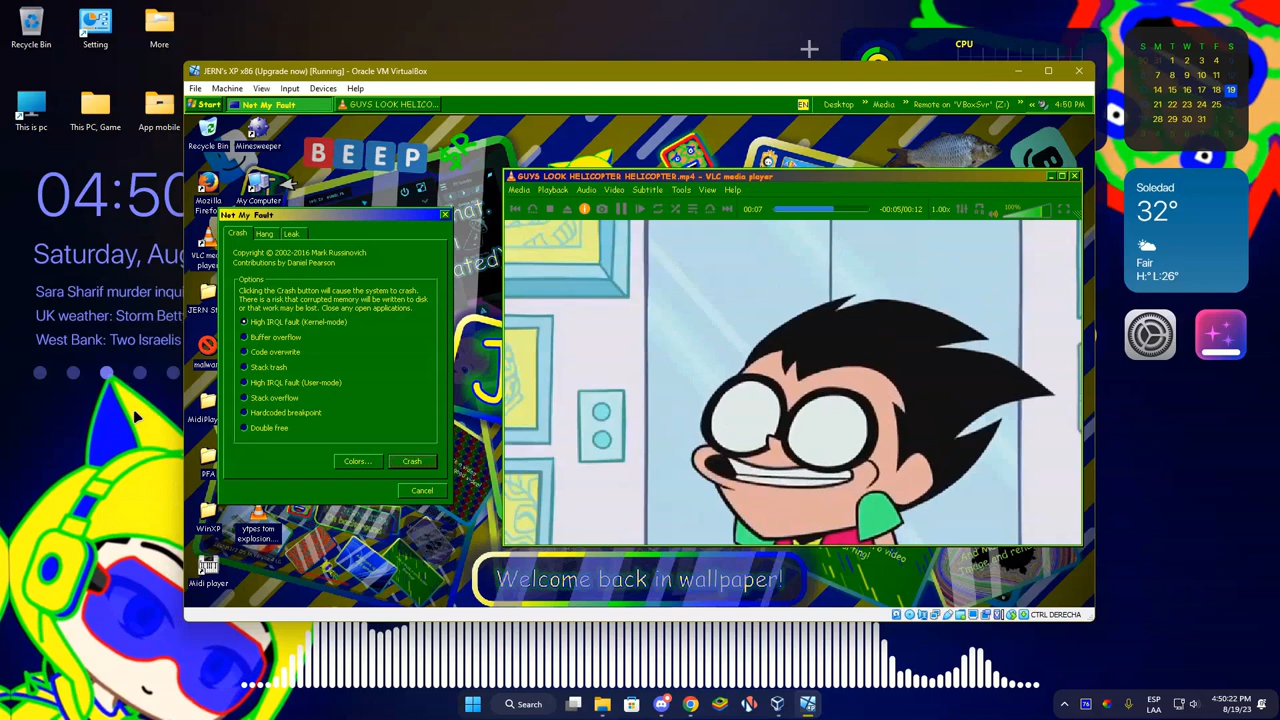 Recycle Bin
Setting
More
This is pc
This PC, Game
App mobile
04:50
Saturday, Aug
Sara Sharif murder inqui
UK weather: Storm Bett
West Bank: Two Israelis
JERN's XP x86 (Upgrade now) [Running] - Oracle VM VirtualBox
File Machine View Input Devices Help
Start
Not My Fault
GUYS LOOK HELICO...
EN
Desktop » Media » Remote on 'VBoxSvr' (Z:) » « 4:50 PM
Recycle Bin
Minesweeper
Mozilla Firefo
My Computer
VLC med player
JERN S
malwar
MidiPlay
DFA
WinXP
ytpes tom explosion....
Midi player
BEEP
Not My Fault
Crash Hang Leak
Copyright © 2002-2016 Mark Russinovich
Contributions by Daniel Pearson
Options
Clicking the Crash button will cause the system to crash.
There is a risk that corrupted memory will be written to disk
or that work may be lost. Close any open applications.
High IRQL fault (Kernel-mode)
Buffer overflow
Code overwrite
Stack trash
High IRQL fault (User-mode)
Stack overflow
Hardcoded breakpoint
Double free
Colors... Crash
Cancel
GUYS LOOK HELICOPTER HELICOPTER.mp4 - VLC media player
Media Playback Audio Video Subtitle Tools View Help
00:07
-00:05/00:12
1.00x
100%
Welcome back in wallpaper!
CTRL DERECHA
CPU
S M T W T F S
1 2 3 4 5
7 8 9 10 11 12
14 15 16 17 18 19
21 22 23 24 25
28 29 30 31
Soledad
32°
Fair
H:° L:26°
Search
76
ESP
LAA
4:50:22 PM
8/19/23